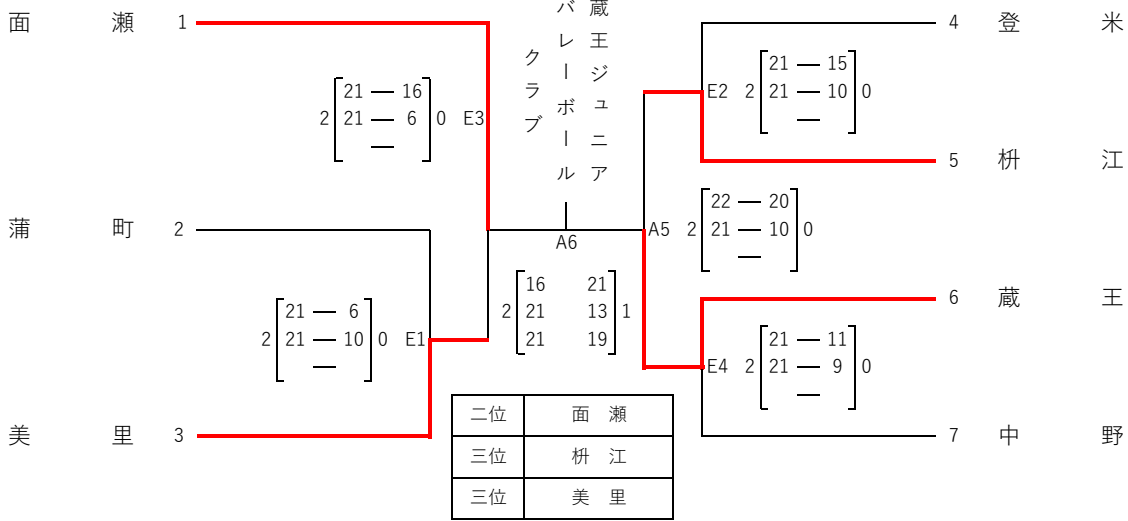 蔵王ジュニア
バレーボール
クラブ
面 瀬 1
21 — 16
2 21 — 6 0 E3
—
蒲 町 2
21 — 6
2 21 — 10 0 E1
—
美 里 3
4 登 米
21 — 15
E2 2 21 — 10 0
—
5 枡 江
22 — 20
A5 2 21 — 10 0
—
6 蔵 王
21 — 11
E4 2 21 — 9 0
—
7 中 野
A6
16 21
2 21 13 1
21 19
二位 面 瀬
三位 枡 江
三位 美 里